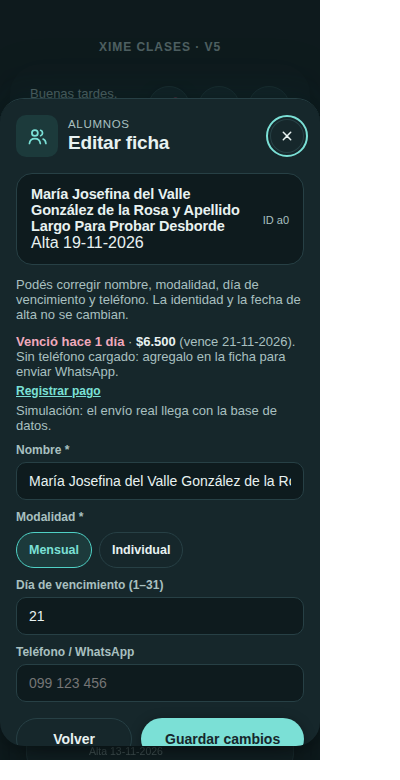 XIME CLASES · V5
Buenas tardes,
ALUMNOS
Editar ficha
María Josefina del Valle
González de la Rosa y Apellido
Largo Para Probar Desborde
Alta 19-11-2026
ID a0
Podés corregir nombre, modalidad, día de
vencimiento y teléfono. La identidad y la fecha de
alta no se cambian.
Venció hace 1 día · $6.500 (vence 21-11-2026).
Sin teléfono cargado: agregalo en la ficha para
enviar WhatsApp.
Registrar pago
Simulación: el envío real llega con la base de
datos.
Nombre *
María Josefina del Valle González de la Ro
Modalidad *
Mensual Individual
Día de vencimiento (1–31)
21
Teléfono / WhatsApp
099 123 456
Volver Guardar cambios
Alta 13-11-2026